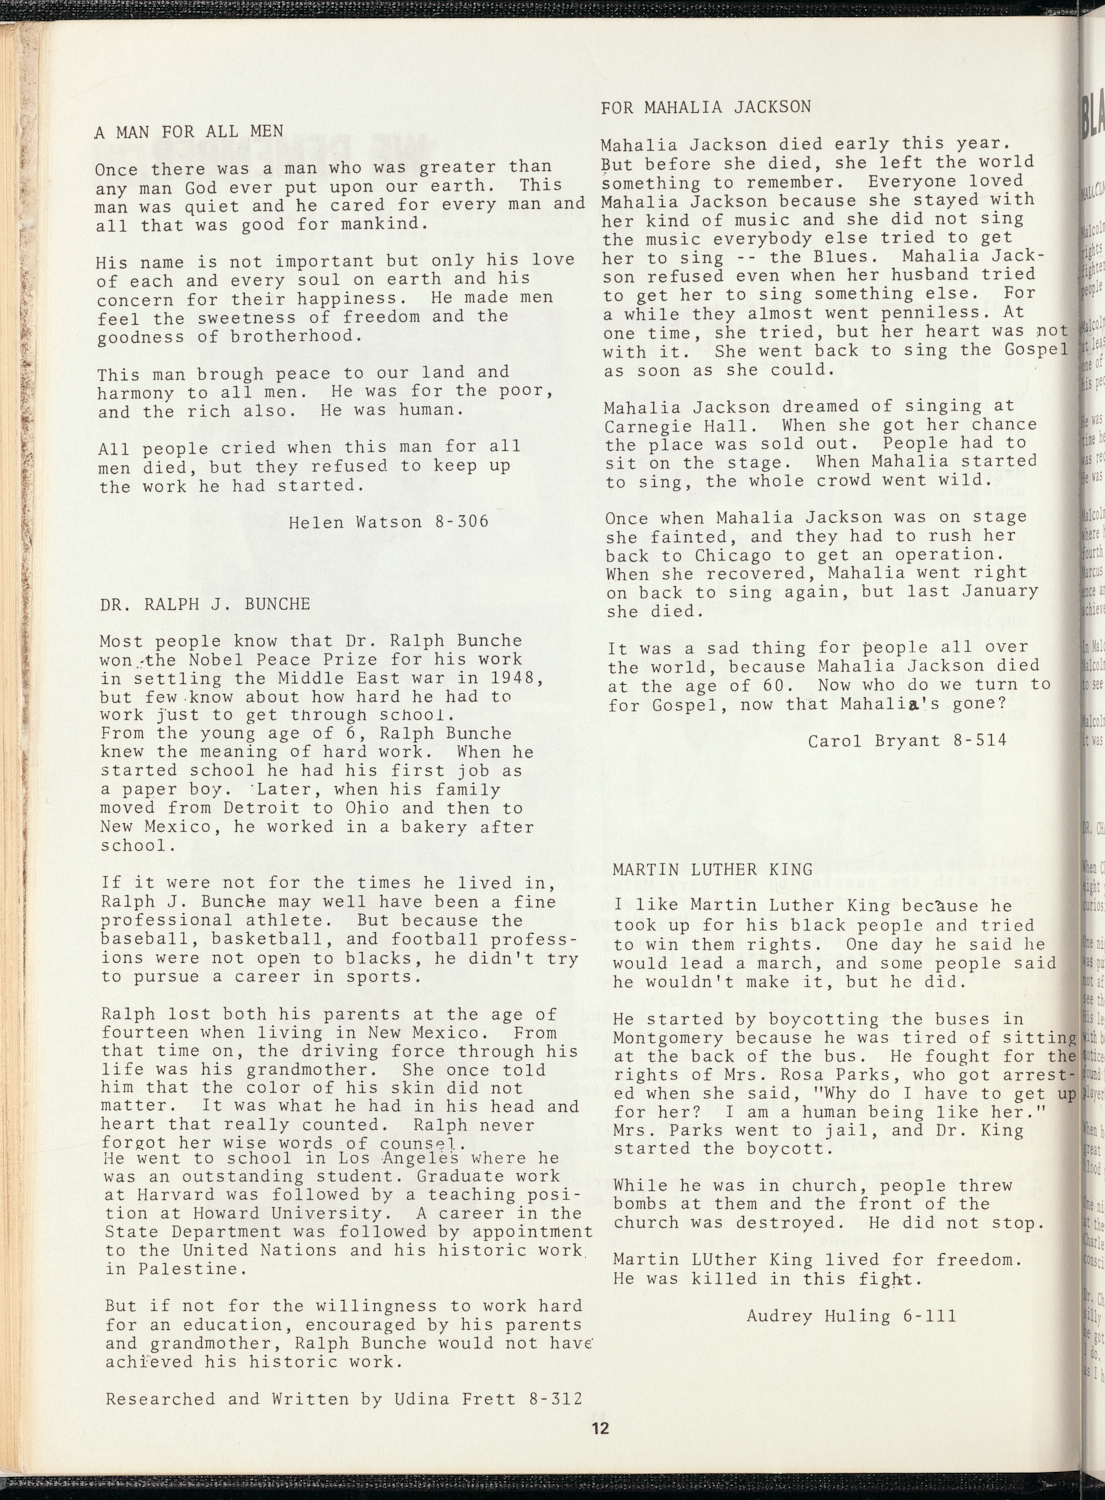 A MAN FOR ALL MEN
Once there was a man who was greater than
any man God ever put upon our earth.  This
man was quiet and he cared for every man and
all that was good for mankind.
His name is not important but only his love
of each and every soul on earth and his
concern for their happiness.  He made men
feel the sweetness of freedom and the
goodness of brotherhood.
This man brough peace to our land and
harmony to all men.  He was for the poor,
and the rich also.  He was human.
All people cried when this man for all
men died, but they refused to keep up
the work he had started.
Helen Watson 8-306
DR. RALPH J. BUNCHE
Most people know that Dr. Ralph Bunche
won the Nobel Peace Prize for his work
in settling the Middle East war in 1948,
but few know about how hard he had to
work just to get through school.
From the young age of 6, Ralph Bunche
knew the meaning of hard work.  When he
started school he had his first job as
a paper boy.  Later, when his family
moved from Detroit to Ohio and then to
New Mexico, he worked in a bakery after
school.
If it were not for the times he lived in,
Ralph J. Bunche may well have been a fine
professional athlete.  But because the
baseball, basketball, and football profess-
ions were not open to blacks, he didn't try
to pursue a career in sports.
Ralph lost both his parents at the age of
fourteen when living in New Mexico.  From
that time on, the driving force through his
life was his grandmother.  She once told
him that the color of his skin did not
matter.  It was what he had in his head and
heart that really counted.  Ralph never
forgot her wise words of counsel.
He went to school in Los Angeles where he
was an outstanding student. Graduate work
at Harvard was followed by a teaching posi-
tion at Howard University.  A career in the
State Department was followed by appointment
to the United Nations and his historic work
in Palestine.
But if not for the willingness to work hard
for an education, encouraged by his parents
and grandmother, Ralph Bunche would not have
achieved his historic work.
Researched and Written by Udina Frett 8-312
FOR MAHALIA JACKSON
Mahalia Jackson died early this year.
But before she died, she left the world
something to remember.  Everyone loved
Mahalia Jackson because she stayed with
her kind of music and she did not sing
the music everybody else tried to get
her to sing -- the Blues.  Mahalia Jack-
son refused even when her husband tried
to get her to sing something else.  For
a while they almost went penniless. At
one time, she tried, but her heart was not
with it.  She went back to sing the Gospel
as soon as she could.
Mahalia Jackson dreamed of singing at
Carnegie Hall.  When she got her chance
the place was sold out.  People had to
sit on the stage.  When Mahalia started
to sing, the whole crowd went wild.
Once when Mahalia Jackson was on stage
she fainted, and they had to rush her
back to Chicago to get an operation.
When she recovered, Mahalia went right
on back to sing again, but last January
she died.
It was a sad thing for people all over
the world, because Mahalia Jackson died
at the age of 60.  Now who do we turn to
for Gospel, now that Mahalia's gone?
Carol Bryant 8-514
MARTIN LUTHER KING
I like Martin Luther King because he
took up for his black people and tried
to win them rights.  One day he said he
would lead a march, and some people said
he wouldn't make it, but he did.
He started by boycotting the buses in
Montgomery because he was tired of sitting
at the back of the bus.  He fought for the
rights of Mrs. Rosa Parks, who got arrest-
ed when she said, "Why do I have to get up
for her?  I am a human being like her."
Mrs. Parks went to jail, and Dr. King
started the boycott.
While he was in church, people threw
bombs at them and the front of the
church was destroyed.  He did not stop.
Martin LUther King lived for freedom.
He was killed in this fight.
Audrey Huling 6-111
12